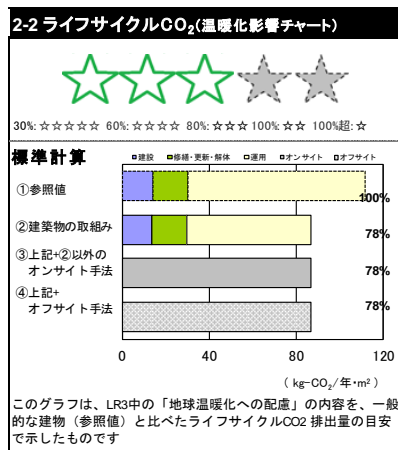 2-2 ライフサイクルCO₂(温暖化影響チャート)
30%: ☆☆☆☆☆ 60%: ☆☆☆☆ 80%: ☆☆☆ 100%: ☆☆ 100%超: ☆
標準計算
建設 修繕・更新・解体 運用 オンサイト オフサイト
①参照値
100%
②建築物の取組み
78%
③上記+②以外の
オンサイト手法
78%
④上記+
オフサイト手法
78%
0 40 80 120
( kg-CO₂/年・m² )
このグラフは、LR3中の「地球温暖化への配慮」の内容を、一般
的な建物(参照値)と比べたライフサイクルCO2 排出量の目安
で示したものです